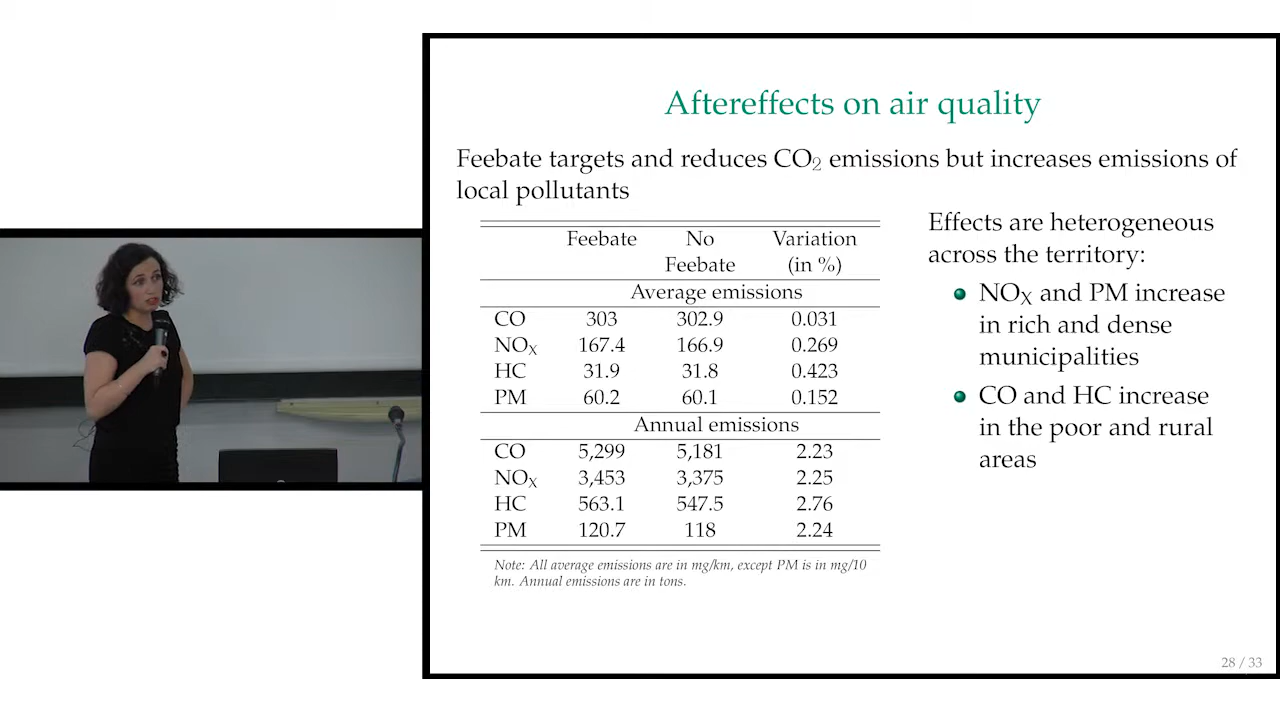 Aftereffects on air quality
Feebate targets and reduces CO₂ emissions but increases emissions of
local pollutants
Feebate No Variation
Feebate (in %)
Average emissions
CO 303 302.9 0.031
NOX 167.4 166.9 0.269
HC 31.9 31.8 0.423
PM 60.2 60.1 0.152
Annual emissions
CO 5,299 5,181 2.23
NOX 3,453 3,375 2.25
HC 563.1 547.5 2.76
PM 120.7 118 2.24
Note: All average emissions are in mg/km, except PM is in mg/10
km. Annual emissions are in tons.
Effects are heterogeneous
across the territory:
NOX and PM increase
in rich and dense
municipalities
CO and HC increase
in the poor and rural
areas
28 / 33